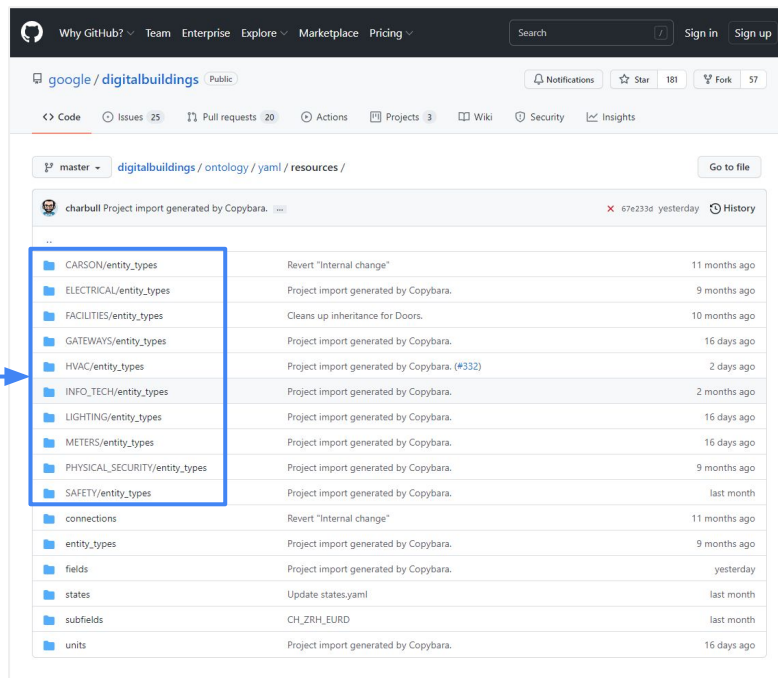 Why GitHub? Team Enterprise Explore Marketplace Pricing Search / Sign in Sign up
google / digitalbuildings Public Notifications Star 181 Fork 57
<> Code Issues 25 Pull requests 20 Actions Projects 3 Wiki Security Insights
master digitalbuildings / ontology / yaml / resources / Go to file
charbull Project import generated by Copybara. ... 67e233d yesterday History
..
CARSON/entity_types Revert "Internal change" 11 months ago
ELECTRICAL/entity_types Project import generated by Copybara. 9 months ago
FACILITIES/entity_types Cleans up inheritance for Doors. 10 months ago
GATEWAYS/entity_types Project import generated by Copybara. 16 days ago
HVAC/entity_types Project import generated by Copybara. (#332) 2 days ago
INFO_TECH/entity_types Project import generated by Copybara. 2 months ago
LIGHTING/entity_types Project import generated by Copybara. 16 days ago
METERS/entity_types Project import generated by Copybara. 16 days ago
PHYSICAL_SECURITY/entity_types Project import generated by Copybara. 9 months ago
SAFETY/entity_types Project import generated by Copybara. last month
connections Revert "Internal change" 11 months ago
entity_types Project import generated by Copybara. 9 months ago
fields Project import generated by Copybara. yesterday
states Update states.yaml last month
subfields CH_ZRH_EURD last month
units Project import generated by Copybara. 16 days ago